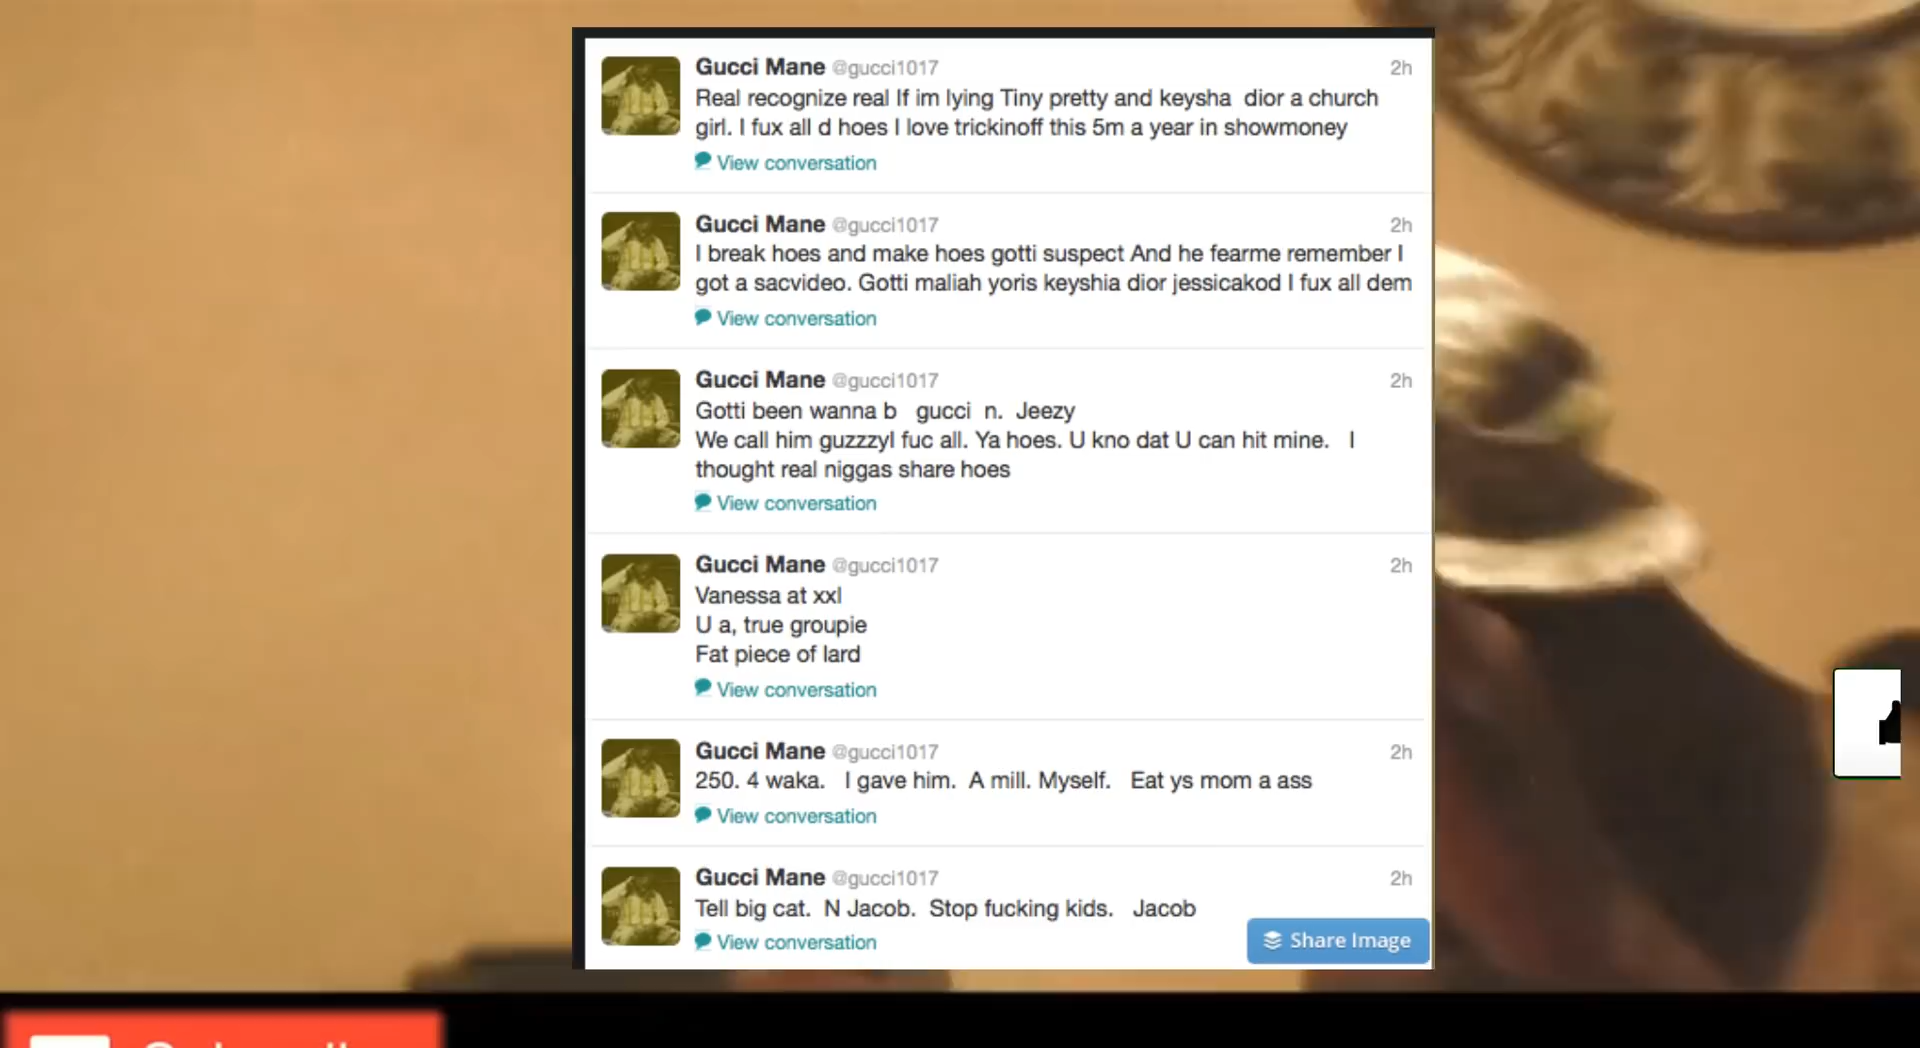 Gucci Mane @gucci1017 2h
Real recognize real If im lying Tiny pretty and keysha dior a church
girl. I fux all d hoes I love trickinoff this 5m a year in showmoney
View conversation
Gucci Mane @gucci1017 2h
I break hoes and make hoes gotti suspect And he fearme remember I
got a sacvideo. Gotti maliah yoris keyshia dior jessicakod I fux all dem
View conversation
Gucci Mane @gucci1017 2h
Gotti been wanna b gucci n. Jeezy
We call him guzzzyI fuc all. Ya hoes. U kno dat U can hit mine. I
thought real niggas share hoes
View conversation
Gucci Mane @gucci1017 2h
Vanessa at xxl
U a, true groupie
Fat piece of lard
View conversation
Gucci Mane @gucci1017 2h
250. 4 waka. I gave him. A mill. Myself. Eat ys mom a ass
View conversation
Gucci Mane @gucci1017 2h
Tell big cat. N Jacob. Stop fucking kids. Jacob
View conversation
Share Image